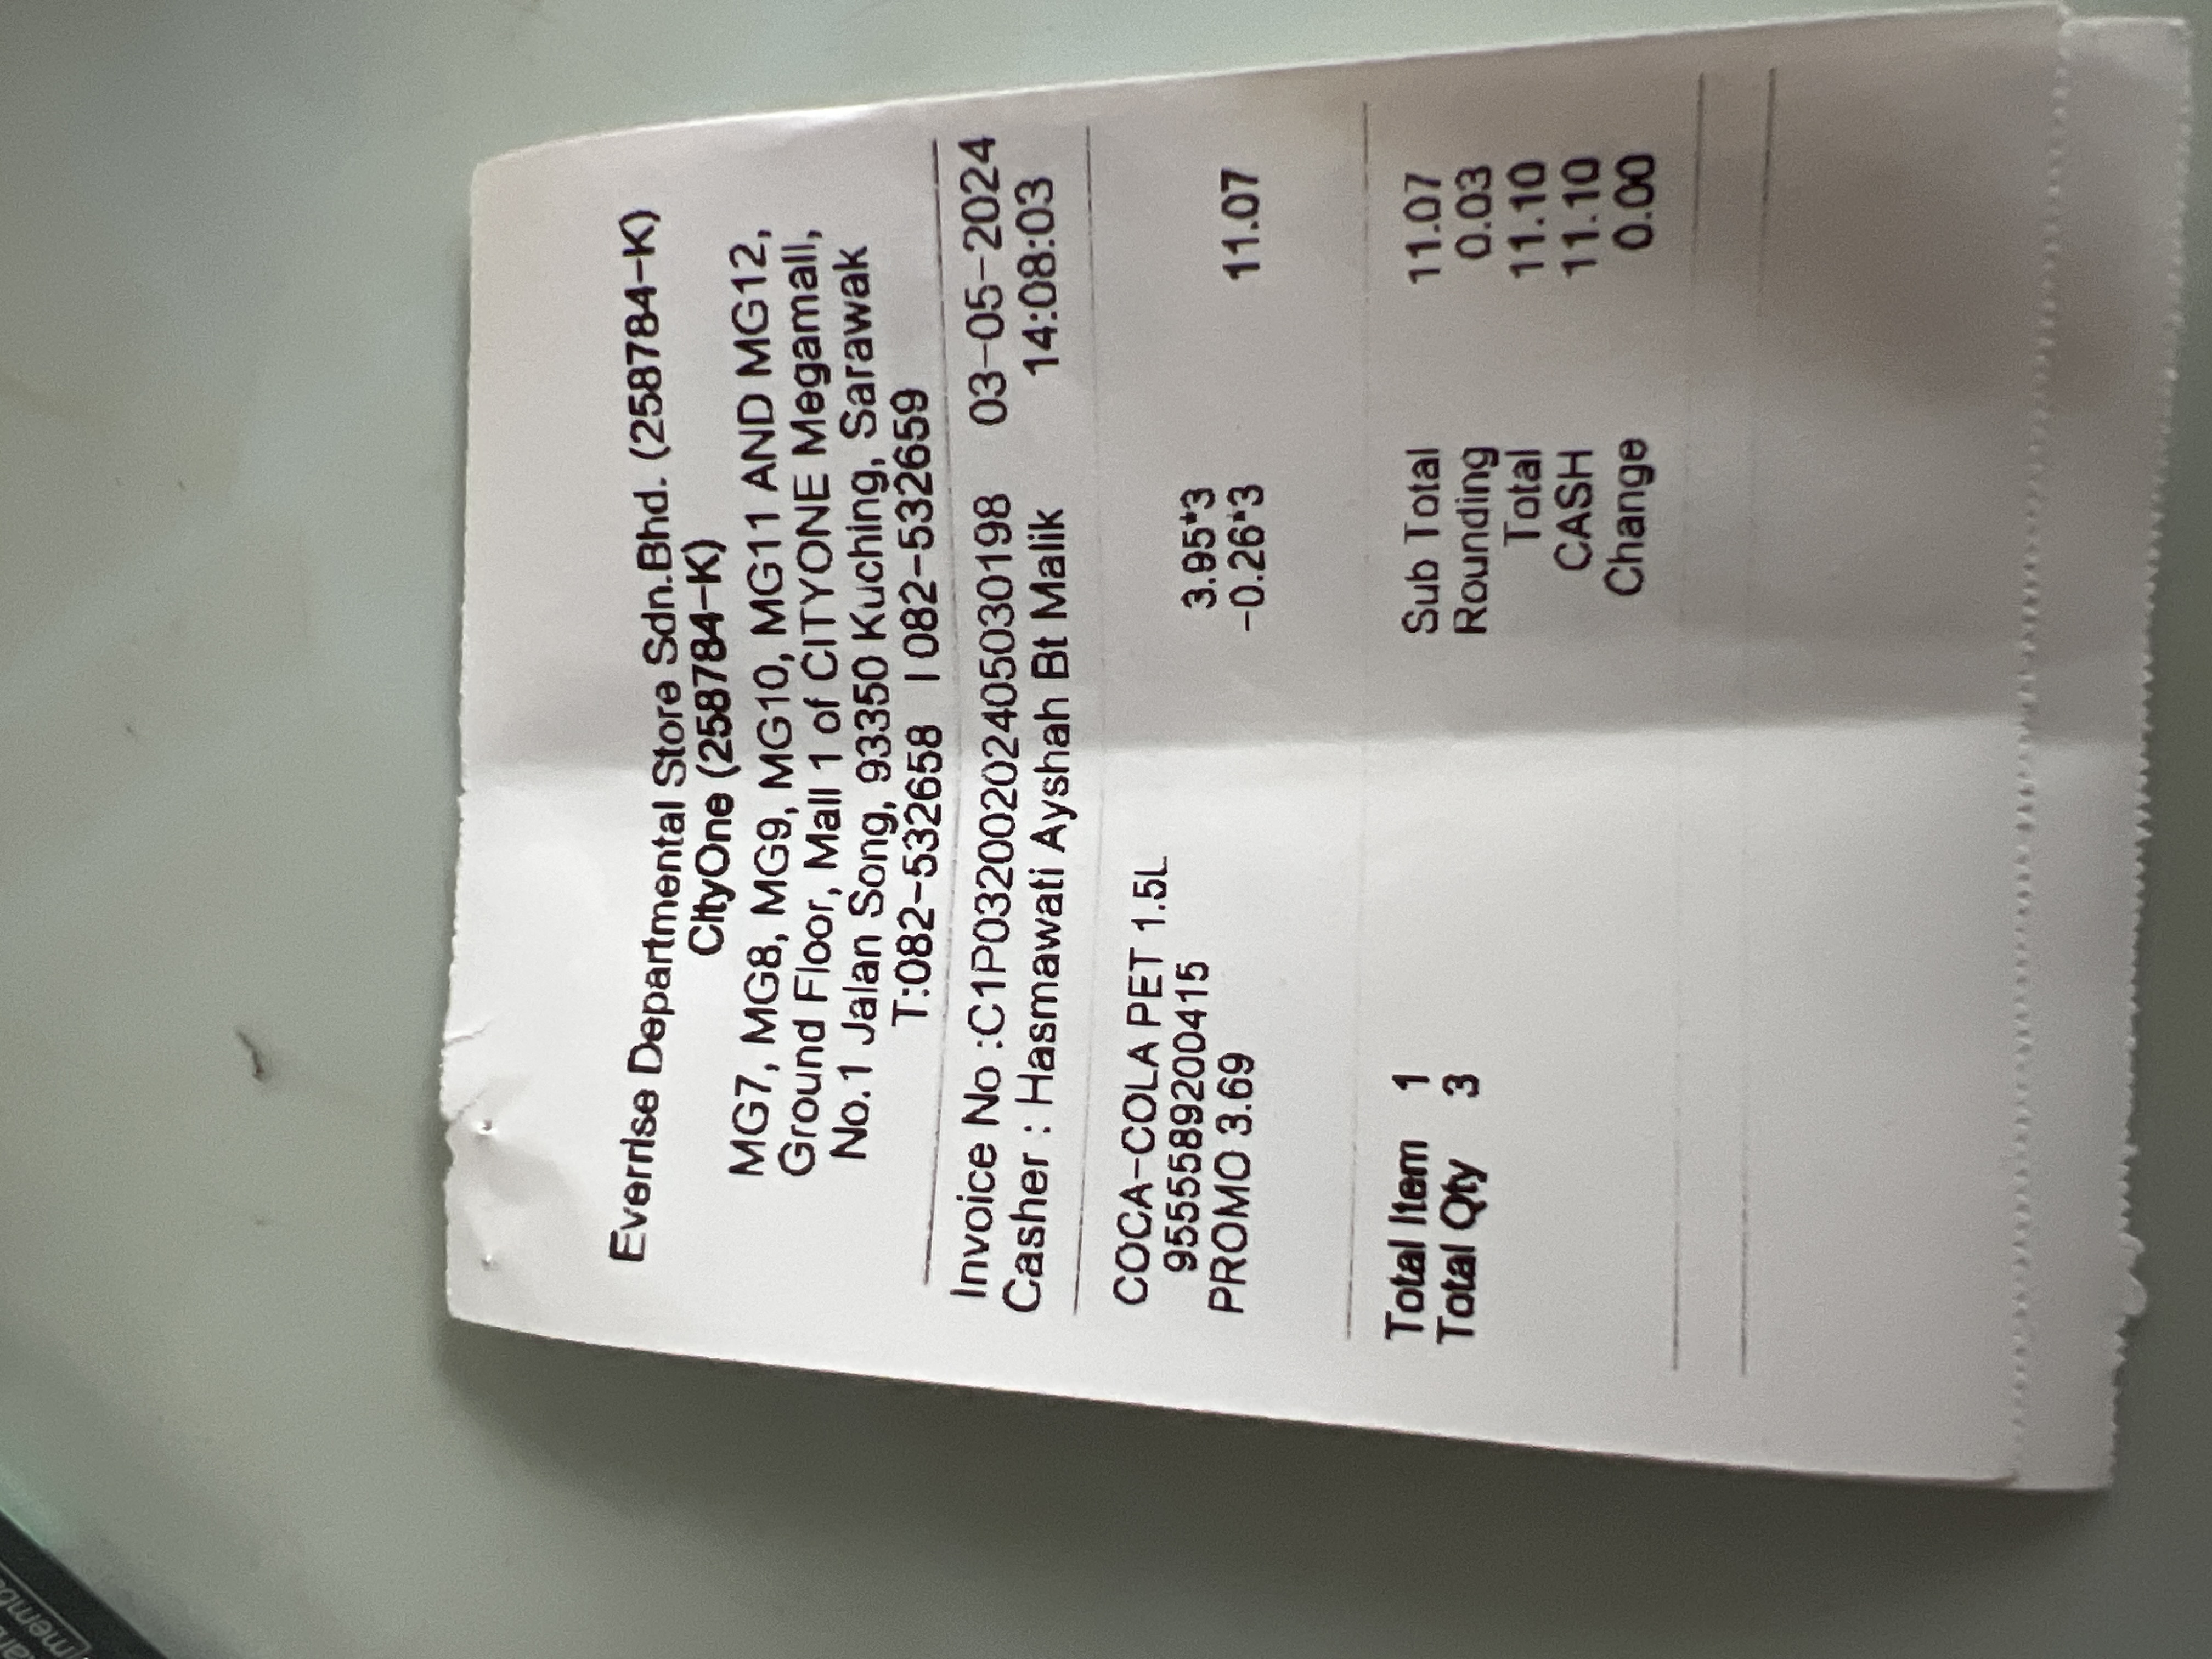 Everrise Departmental Store Sdn.Bhd. (258784-K)
CityOne (258784-K)
MG7, MG8, MG9, MG10, MG11 AND MG12,
Ground Floor, Mall 1 of CITYONE Megamall,
No.1 Jalan Song, 93350 Kuching, Sarawak
T:082-532658 | 082-532659
Invoice No :C1P03200202405030198 03-05-2024
Casher : Hasmawati Ayshah Bt Malik 14:08:03
COCA-COLA PET 1.5L
9555589200415 3.95*3
PROMO 3.69 -0.26*3 11.07
Total Item 1 Sub Total 11.07
Total Qty 3 Rounding 0.03
Total 11.10
CASH 11.10
Change 0.00